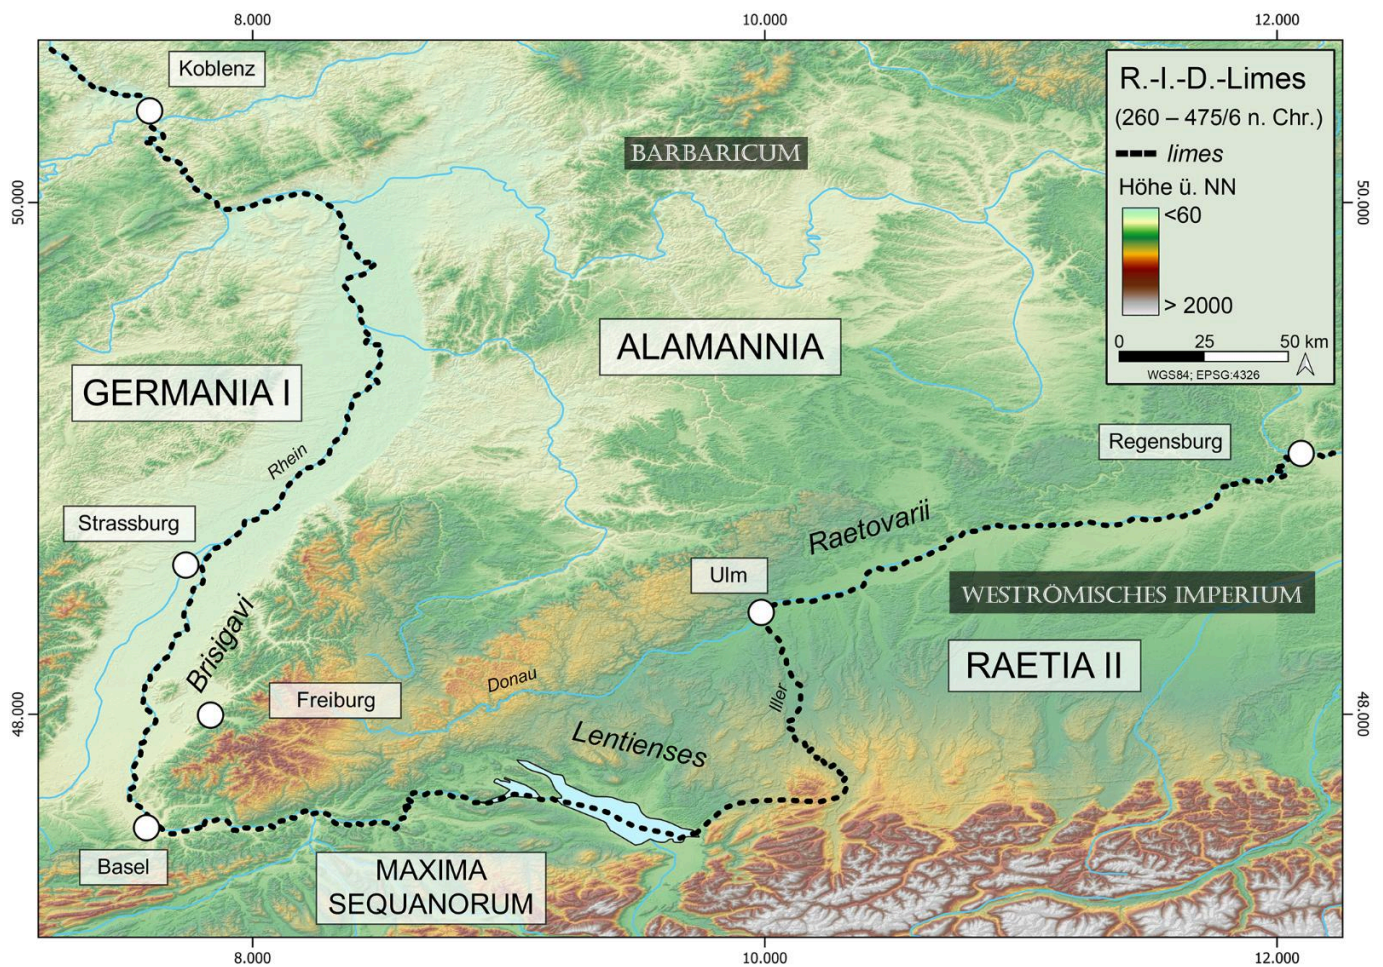 8.000
10.000
12.000
Koblenz
R.-I.-D.-Limes
(260 – 475/6 n. Chr.)
limes
Höhe ü. NN
<60
> 2000
0 25 50 km
WGS84; EPSG:4326
BARBARICUM
50.000
50.000
ALAMANNIA
GERMANIA I
Rhein
Regensburg
Strassburg
Raetovarii
Ulm
WESTRÖMISCHES IMPERIUM
Brisigavi
RAETIA II
Donau
Freiburg
Iller
48.000
48.000
Lentienses
Basel
MAXIMA
SEQUANORUM
8.000
10.000
12.000